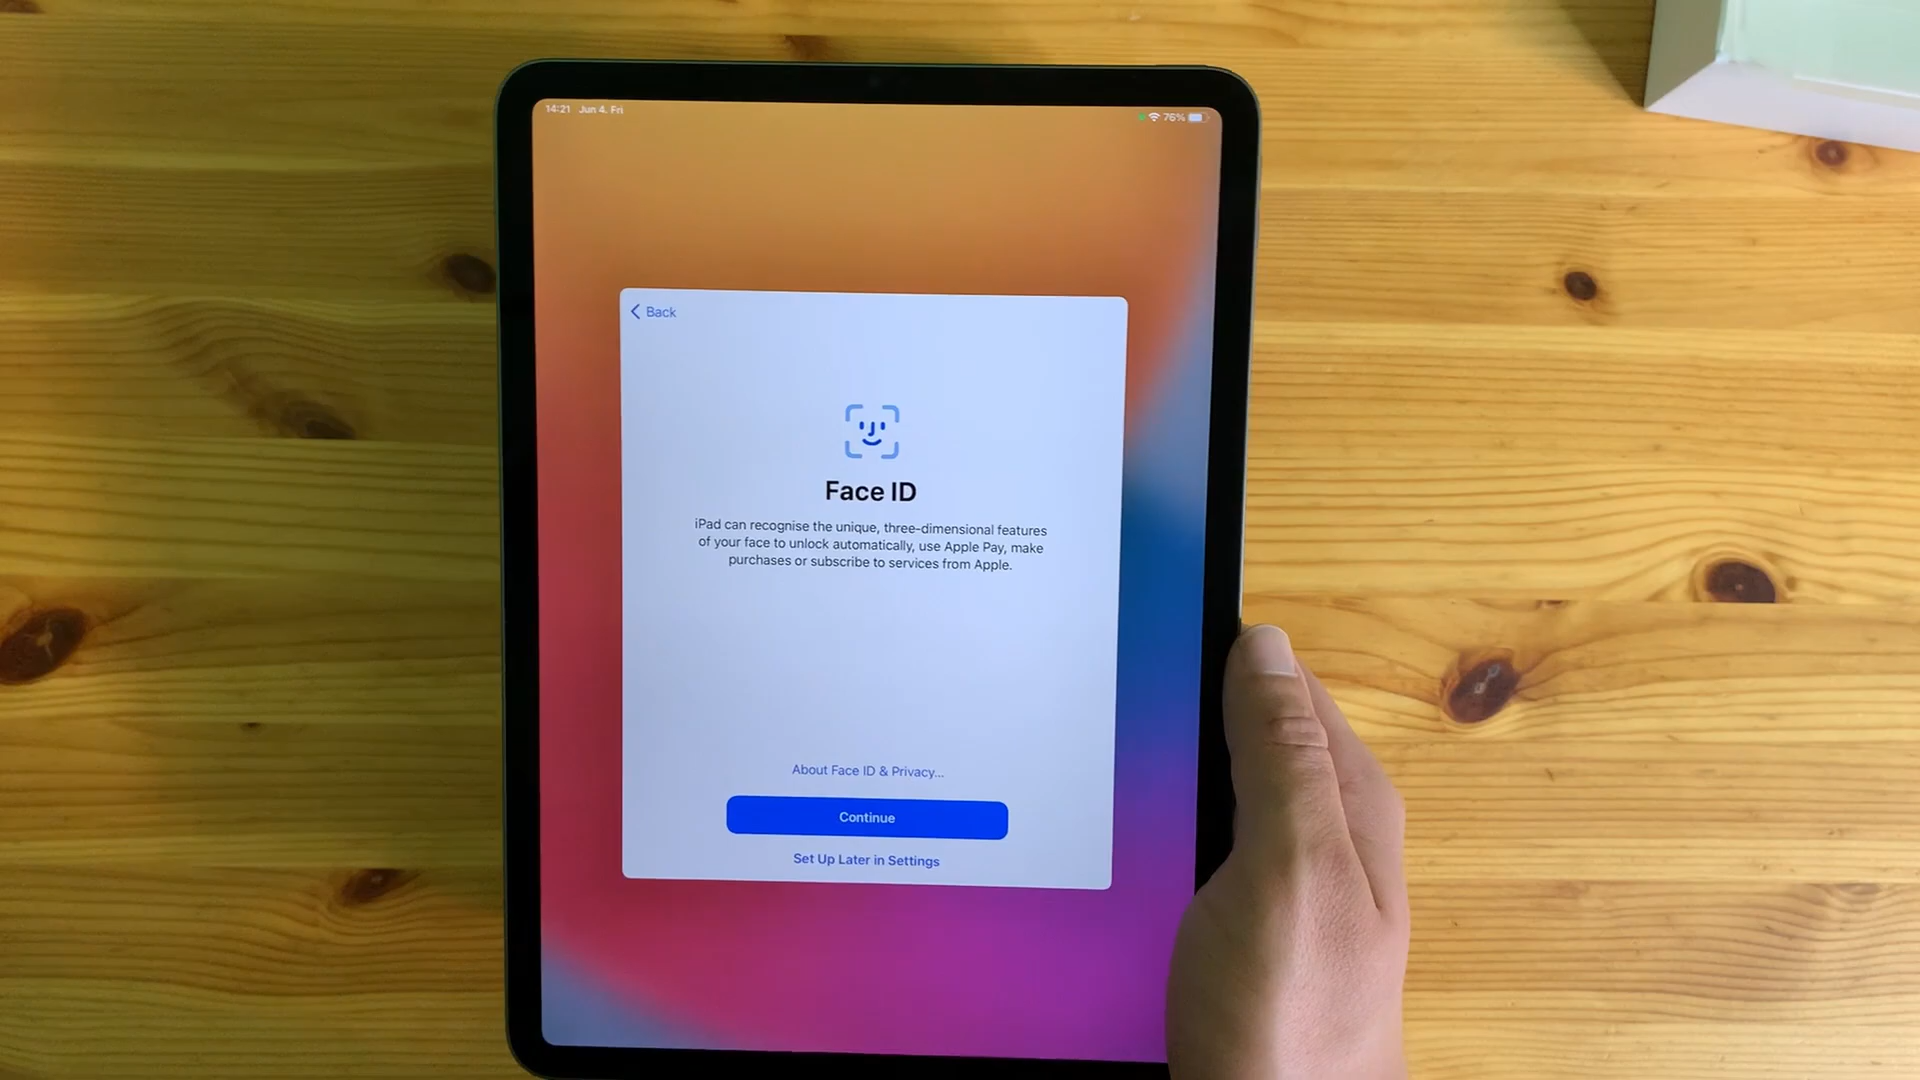 14:21 Jun 4. Fri
76%
Back
Face ID
iPad can recognise the unique, three-dimensional features
of your face to unlock automatically, use Apple Pay, make
purchases or subscribe to services from Apple.
About Face ID & Privacy...
Continue
Set Up Later in Settings